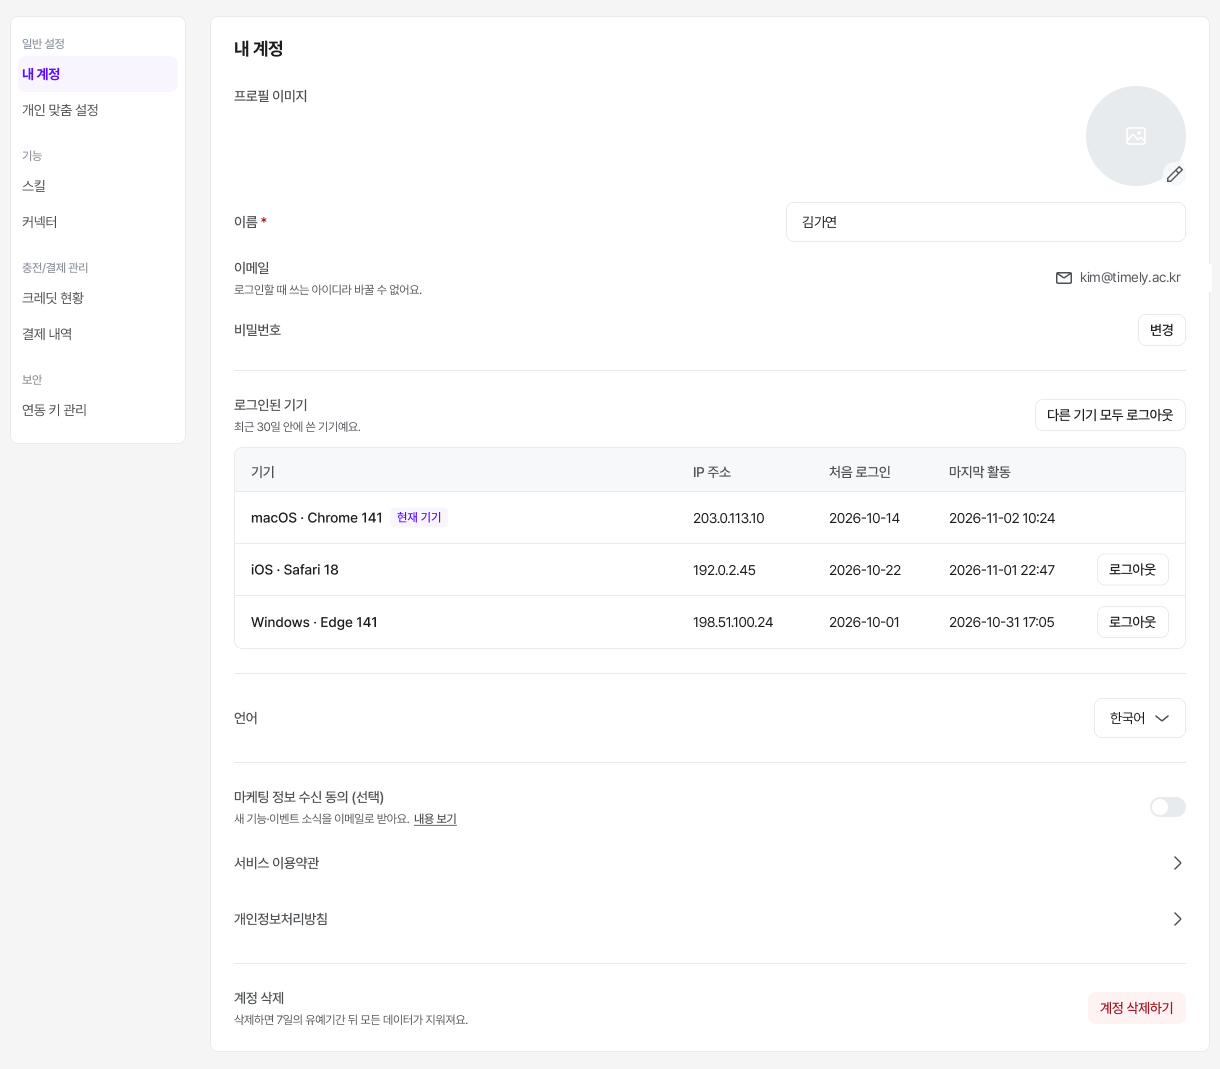 일반 설정
내 계정
개인 맞춤 설정
기능
스킬
커넥터
충전/결제 관리
크레딧 현황
결제 내역
보안
연동 키 관리
내 계정
프로필 이미지
이름 *
김가연
이메일
로그인할 때 쓰는 아이디라 바꿀 수 없어요.
kim@timely.ac.kr
비밀번호
변경
로그인된 기기
최근 30일 안에 쓴 기기예요.
다른 기기 모두 로그아웃
기기 IP 주소 처음 로그인 마지막 활동
macOS · Chrome 141 현재 기기 203.0.113.10 2026-10-14 2026-11-02 10:24
iOS · Safari 18 192.0.2.45 2026-10-22 2026-11-01 22:47 로그아웃
Windows · Edge 141 198.51.100.24 2026-10-01 2026-10-31 17:05 로그아웃
언어
한국어
마케팅 정보 수신 동의 (선택)
새 기능·이벤트 소식을 이메일로 받아요. 내용 보기
서비스 이용약관
개인정보처리방침
계정 삭제
삭제하면 7일의 유예기간 뒤 모든 데이터가 지워져요.
계정 삭제하기